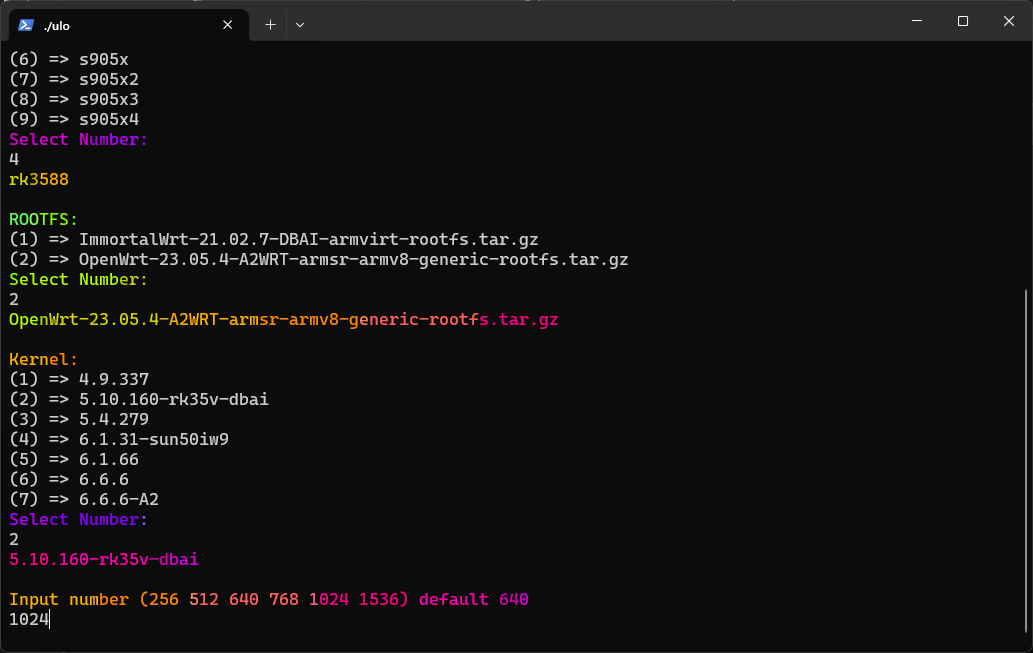 ./ulo
(6) => s905x
(7) => s905x2
(8) => s905x3
(9) => s905x4
Select Number:
4
rk3588
ROOTFS:
(1) => ImmortalWrt-21.02.7-DBAI-armvirt-rootfs.tar.gz
(2) => OpenWrt-23.05.4-A2WRT-armsr-armv8-generic-rootfs.tar.gz
Select Number:
2
OpenWrt-23.05.4-A2WRT-armsr-armv8-generic-rootfs.tar.gz
Kernel:
(1) => 4.9.337
(2) => 5.10.160-rk35v-dbai
(3) => 5.4.279
(4) => 6.1.31-sun50iw9
(5) => 6.1.66
(6) => 6.6.6
(7) => 6.6.6-A2
Select Number:
2
5.10.160-rk35v-dbai
Input number (256 512 640 768 1024 1536) default 640
1024